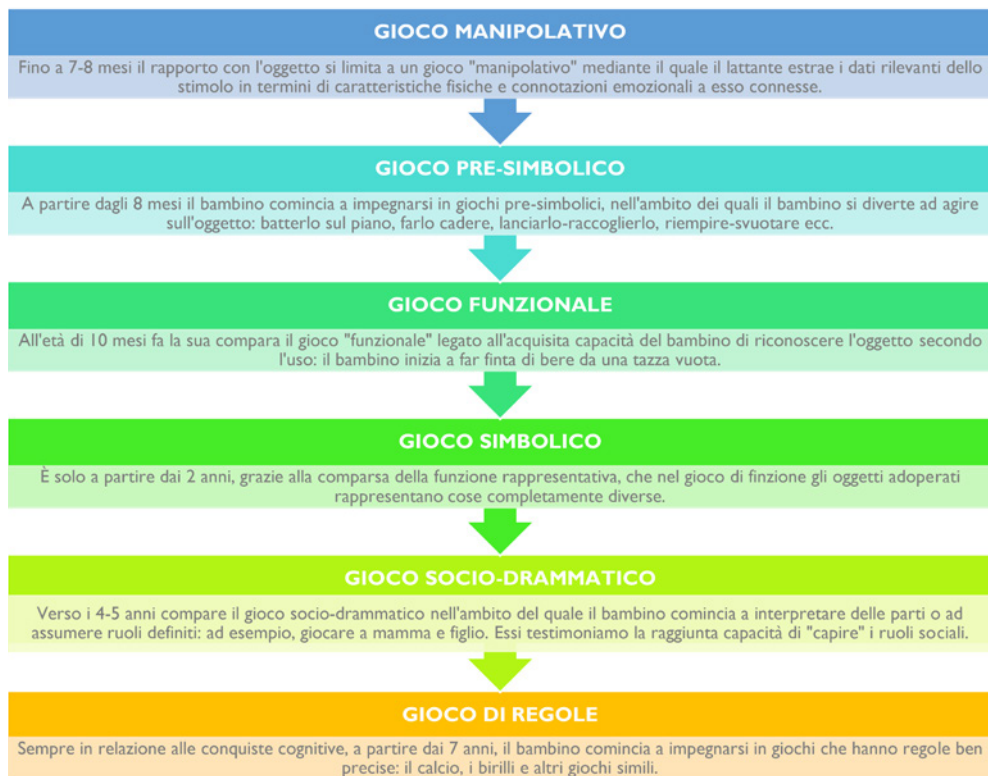 GIOCO MANIPOLATIVO
Fino a 7-8 mesi il rapporto con l'oggetto si limita a un gioco "manipolativo" mediante il quale il lattante estrae i dati rilevanti dello
stimolo in termini di caratteristiche fisiche e connotazioni emozionali a esso connesse.
GIOCO PRE-SIMBOLICO
A partire dagli 8 mesi il bambino comincia a impegnarsi in giochi pre-simbolici, nell'ambito dei quali il bambino si diverte ad agire
sull'oggetto: batterlo sul piano, farlo cadere, lanciarlo-raccoglierlo, riempire-svuotare ecc.
GIOCO FUNZIONALE
All'età di 10 mesi fa la sua compara il gioco "funzionale" legato all'acquisita capacità del bambino di riconoscere l'oggetto secondo
l'uso: il bambino inizia a far finta di bere da una tazza vuota.
GIOCO SIMBOLICO
È solo a partire dai 2 anni, grazie alla comparsa della funzione rappresentativa, che nel gioco di finzione gli oggetti adoperati
rappresentano cose completamente diverse.
GIOCO SOCIO-DRAMMATICO
Verso i 4-5 anni compare il gioco socio-drammatico nell'ambito del quale il bambino comincia a interpretare delle parti o ad
assumere ruoli definiti: ad esempio, giocare a mamma e figlio. Essi testimoniamo la raggiunta capacità di "capire" i ruoli sociali.
GIOCO DI REGOLE
Sempre in relazione alle conquiste cognitive, a partire dai 7 anni, il bambino comincia a impegnarsi in giochi che hanno regole ben
precise: il calcio, i birilli e altri giochi simili.